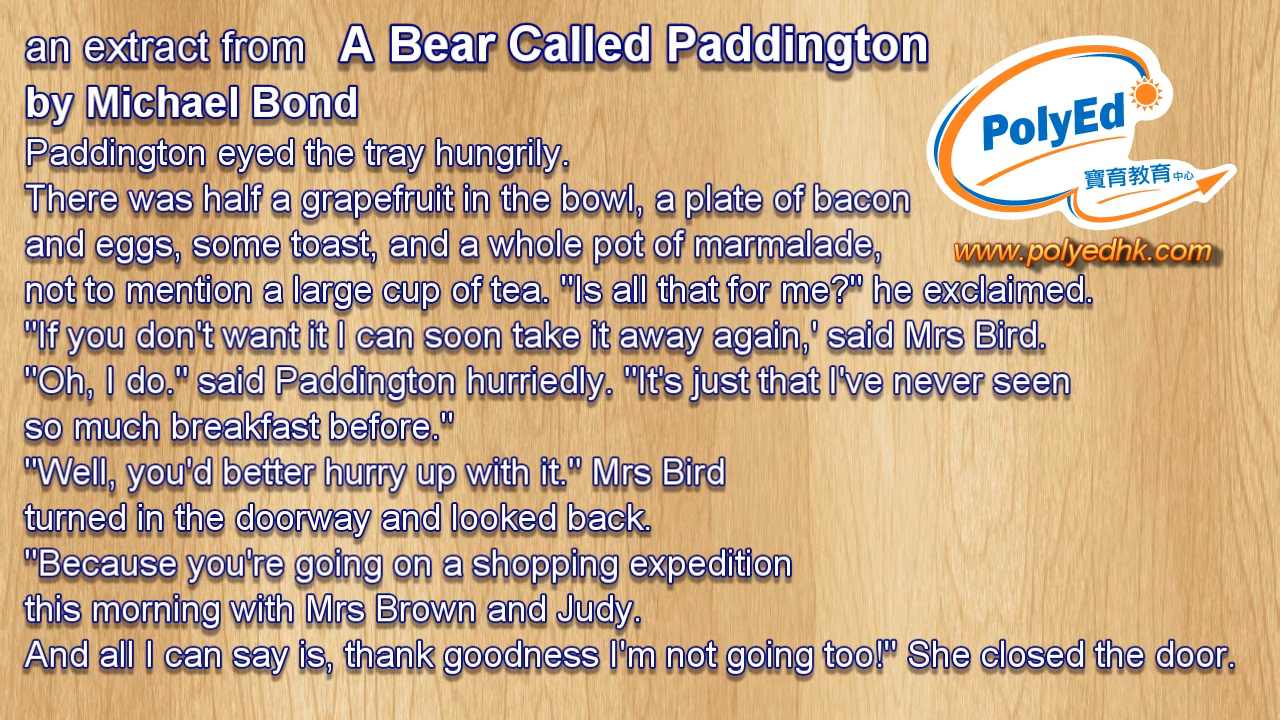 an extract from A Bear Called Paddington
by Michael Bond
Paddington eyed the tray hungrily.
There was half a grapefruit in the bowl, a plate of bacon
and eggs, some toast, and a whole pot of marmalade,
not to mention a large cup of tea. "Is all that for me?" he exclaimed.
"If you don't want it I can soon take it away again,' said Mrs Bird.
"Oh, I do." said Paddington hurriedly. "It's just that I've never seen
so much breakfast before."
"Well, you'd better hurry up with it." Mrs Bird
turned in the doorway and looked back.
"Because you're going on a shopping expedition
this morning with Mrs Brown and Judy.
And all I can say is, thank goodness I'm not going too!" She closed the door.
PolyEd
寶育教育中心
www.polyedhk.com